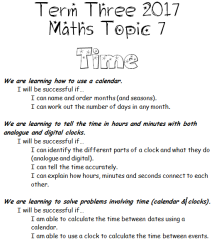 Term Three 2017
Maths Topic 7
Time
We are learning how to use a calendar.
I will be successful if…
I can name and order months (and seasons).
I can work out the number of days in any month.
We are learning to tell the time in hours and minutes with both
analogue and digital clocks.
I will be successful if…
I can identify the different parts of a clock and what they do
(analogue and digital).
I can tell the time accurately.
I can explain how hours, minutes and seconds connect to each
other.
We are learning to solve problems involving time (calendar & clocks).
I will be successful if…
I am able to calculate the time between dates using a
calendar.
I am able to use a clock to calculate the time between events.